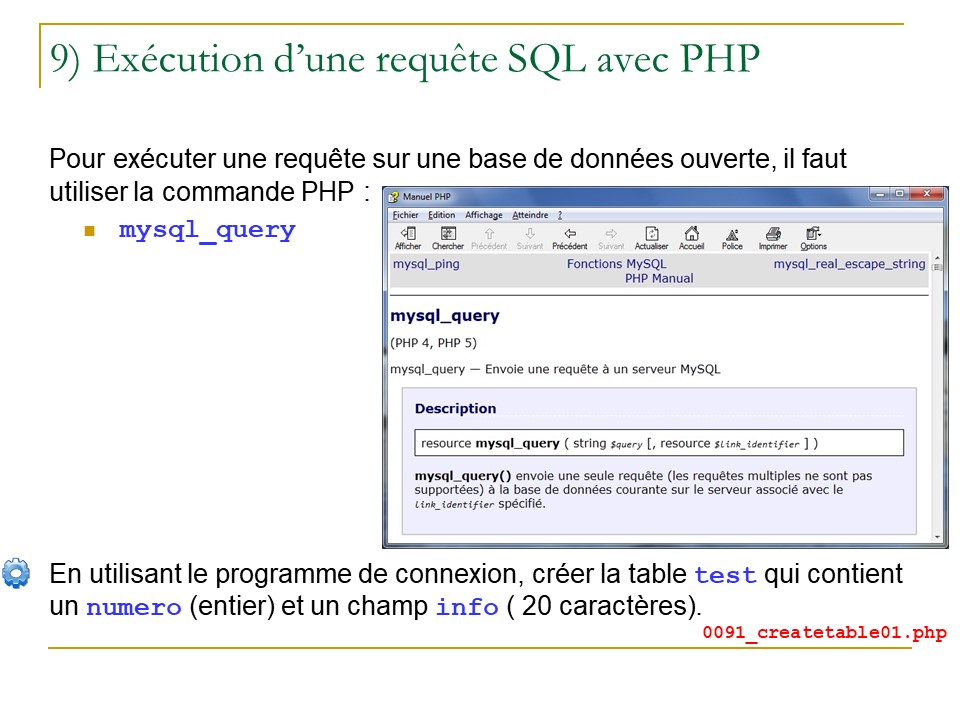 9) Exécution d’une requête SQL avec PHP
Pour exécuter une requête sur une base de données ouverte, il faut
utiliser la commande PHP :
mysql_query
Manuel PHP
Fichier Edition Affichage Atteindre ?
Afficher Chercher Précédent Suivant Précédent Suivant Actualiser Accueil Police Imprimer Options
mysql_ping Fonctions MySQL mysql_real_escape_string
PHP Manual
mysql_query
(PHP 4, PHP 5)
mysql_query — Envoie une requête à un serveur MySQL
Description
resource mysql_query ( string $query [, resource $link_identifier ] )
mysql_query() envoie une seule requête (les requêtes multiples ne sont pas
supportées) à la base de données courante sur le serveur associé avec le
link_identifier spécifié.
En utilisant le programme de connexion, créer la table test qui contient
un numero (entier) et un champ info ( 20 caractères).
0091_createtable01.php